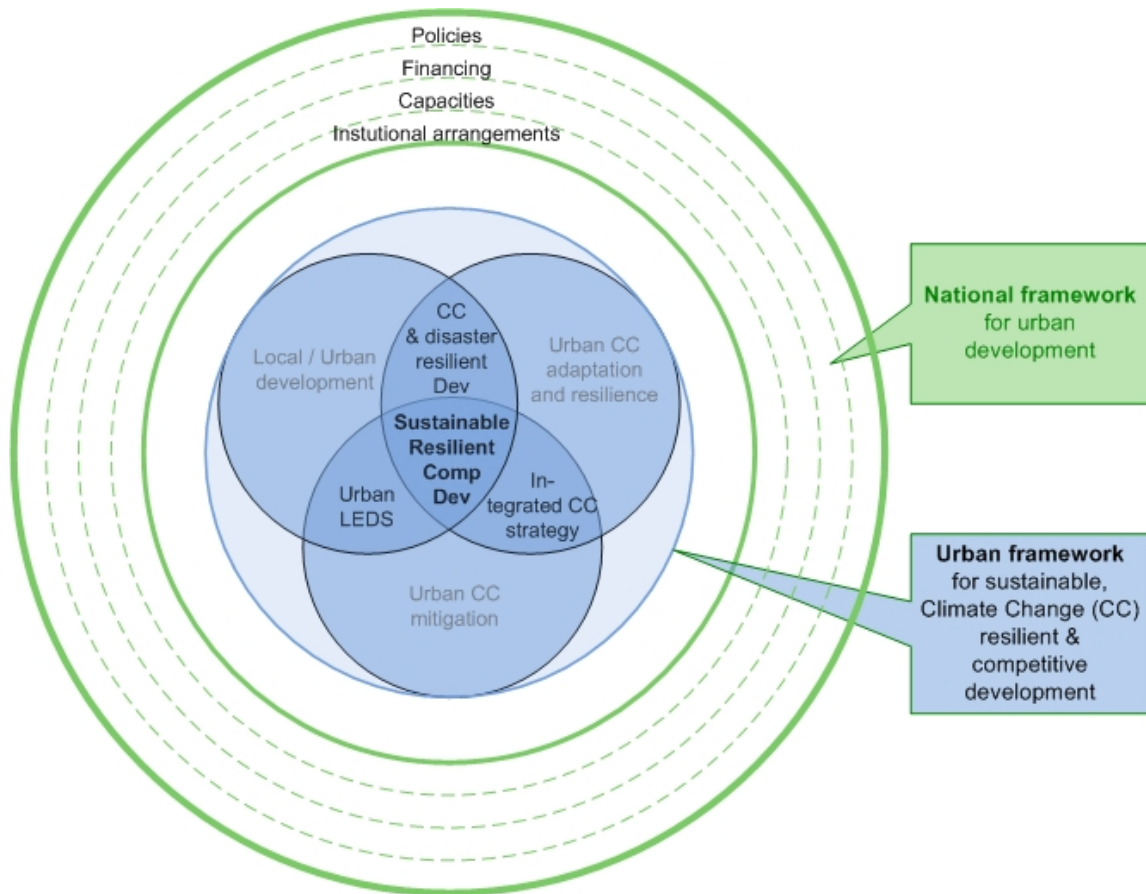 Policies
Financing
Capacities
Instutional arrangements
CC
& disaster
resilient
Dev
Local / Urban
development
Urban CC
adaptation
and resilience
Sustainable
Resilient
Comp
Dev
Urban
LEDS
In-
tegrated CC
strategy
Urban CC
mitigation
National framework
for urban
development
Urban framework
for sustainable,
Climate Change (CC)
resilient &
competitive
development